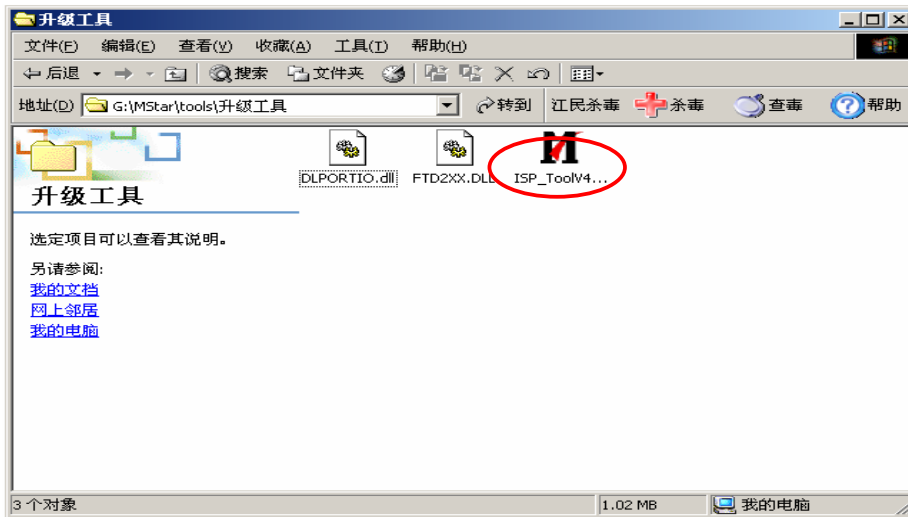 升级工具
文件(F) 编辑(E) 查看(V) 收藏(A) 工具(T) 帮助(H)
后退 搜索 文件夹
地址(D) G:\MStar\tools\升级工具 转到 江民杀毒 杀毒 查毒 帮助
DLPORTIO.dll FTD2XX.DLL ISP_ToolV4...
升级工具
选定项目可以查看其说明。
另请参阅:
我的文档
网上邻居
我的电脑
3 个对象 1.02 MB 我的电脑